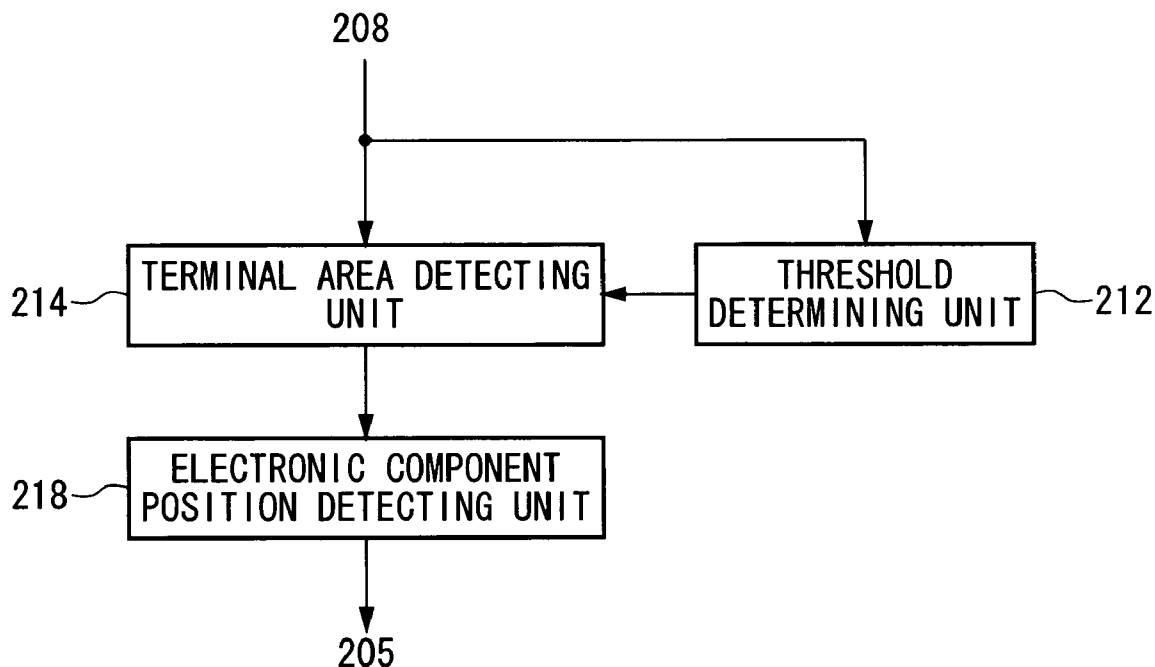 208
TERMINAL AREA DETECTING
UNIT
214
THRESHOLD
DETERMINING UNIT
212
ELECTRONIC COMPONENT
POSITION DETECTING UNIT
218
205